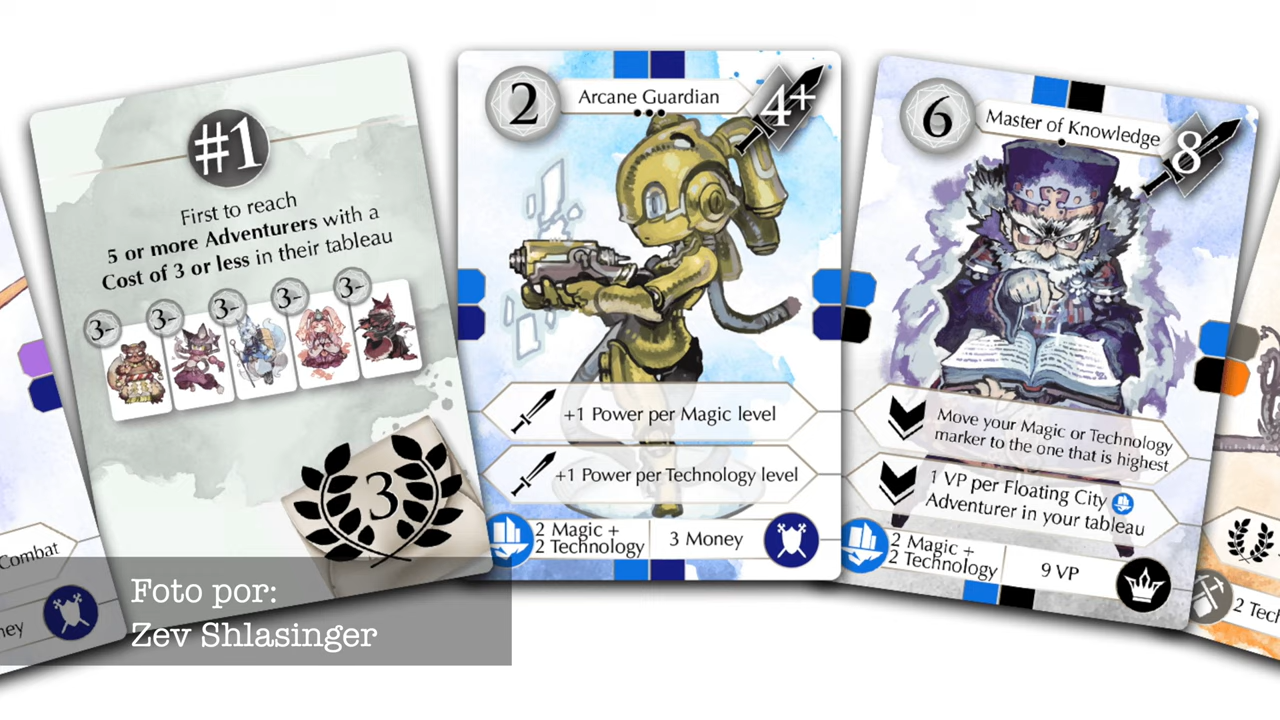 #1
First to reach
5 or more Adventurers with a
Cost of 3 or less in their tableau
3- 3- 3- 3- 3-
3
Combat
2
Arcane Guardian
4+
+1 Power per Magic level
+1 Power per Technology level
2 Magic +
2 Technology
3 Money
6
Master of Knowledge
8
Move your Magic or Technology
marker to the one that is highest
1 VP per Floating City
Adventurer in your tableau
2 Magic +
2 Technology
9 VP
Foto por:
Zev Shlasinger